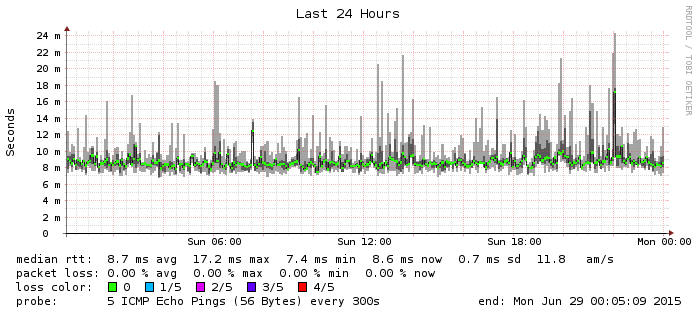 Last 24 Hours
RRDTOOL / TOBI OETIKER
Seconds
24 m
22 m
20 m
18 m
16 m
14 m
12 m
10 m
8 m
6 m
4 m
2 m
0
Sun 06:00 Sun 12:00 Sun 18:00 Mon 00:00
median rtt: 8.7 ms avg 17.2 ms max 7.4 ms min 8.6 ms now 0.7 ms sd 11.8 am/s
packet loss: 0.00 % avg 0.00 % max 0.00 % min 0.00 % now
loss color: 0 1/5 2/5 3/5 4/5
probe: 5 ICMP Echo Pings (56 Bytes) every 300s end: Mon Jun 29 00:05:09 2015